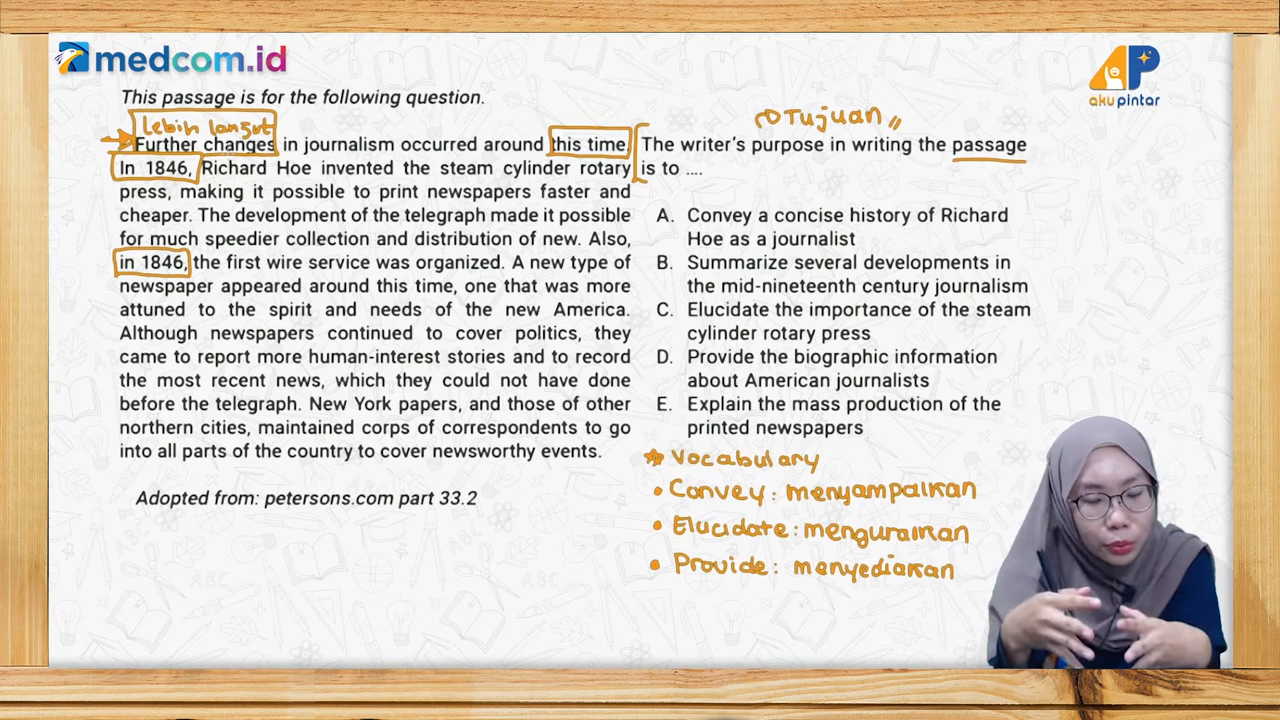 medcom.id
AP
aku pintar
This passage is for the following question.
Lebih lanjut
Further changes in journalism occurred around this time.
In 1846, Richard Hoe invented the steam cylinder rotary
press, making it possible to print newspapers faster and
cheaper. The development of the telegraph made it possible
for much speedier collection and distribution of new. Also,
in 1846, the first wire service was organized. A new type of
newspaper appeared around this time, one that was more
attuned to the spirit and needs of the new America.
Although newspapers continued to cover politics, they
came to report more human-interest stories and to record
the most recent news, which they could not have done
before the telegraph. New York papers, and those of other
northern cities, maintained corps of correspondents to go
into all parts of the country to cover newsworthy events.
Adopted from: petersons.com part 33.2
Tujuan
The writer's purpose in writing the passage
is to ....
A. Convey a concise history of Richard
Hoe as a journalist
B. Summarize several developments in
the mid-nineteenth century journalism
C. Elucidate the importance of the steam
cylinder rotary press
D. Provide the biographic information
about American journalists
E. Explain the mass production of the
printed newspapers
Vocabulary
• Convey: menyampaikan
• Elucidate: menguraikan
• Provide: menyediakan